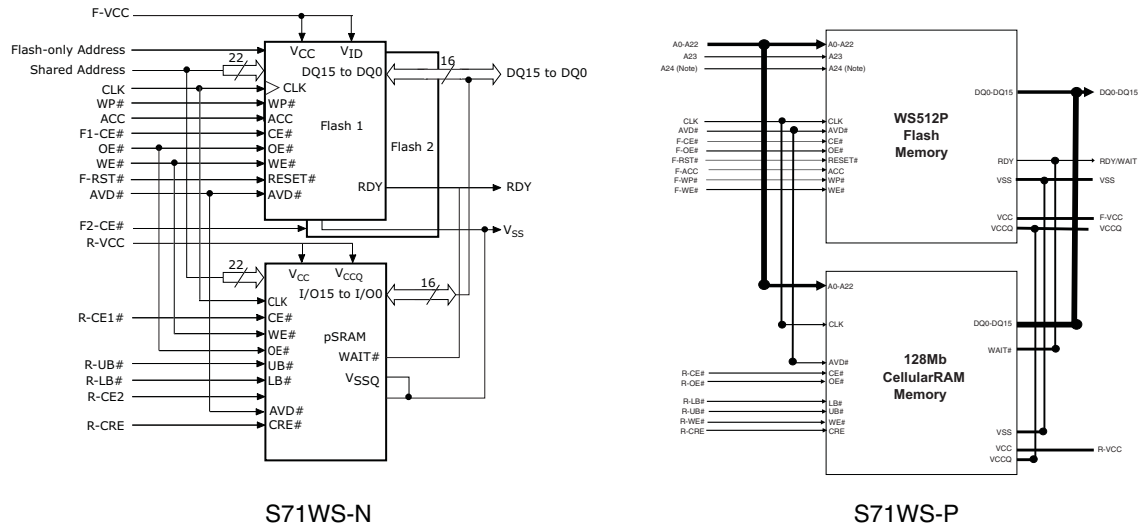 F-VCC
Flash-only Address
Shared Address
CLK
WP#
ACC
F1-CE#
OE#
WE#
F-RST#
AVD#
F2-CE#
R-VCC
22
VCC VID
DQ15 to DQ0
CLK
WP#
ACC
CE#
OE#
WE#
RESET#
AVD#
Flash 1
Flash 2
RDY
16
DQ15 to DQ0
RDY
VSS
22
VCC VCCQ
I/O15 to I/O0
16
CLK
CE#
WE#
OE#
UB#
LB#
AVD#
CRE#
pSRAM
WAIT#
VSSQ
R-CE1#
R-UB#
R-LB#
R-CE2
R-CRE
S71WS-N
A0-A22
A23
A24 (Note)
CLK
AVD#
F-CE#
F-OE#
F-RST#
F-ACC
F-WP#
F-WE#
A0-A22
A23
A24 (Note)
CLK
AVD#
CE#
OE#
RESET#
ACC
WP#
WE#
WS512P
Flash
Memory
DQ0-DQ15
RDY
VSS
VCC
VCCQ
DQ0-DQ15
RDY/WAIT
VSS
F-VCC
VCCQ
A0-A22
CLK
AVD#
CE#
OE#
LB#
UB#
WE#
CRE
R-CE#
R-OE#
R-LB#
R-UB#
R-WE#
R-CRE
128Mb
CellularRAM
Memory
DQ0-DQ15
WAIT#
VSS
VCC
VCCQ
R-VCC
S71WS-P